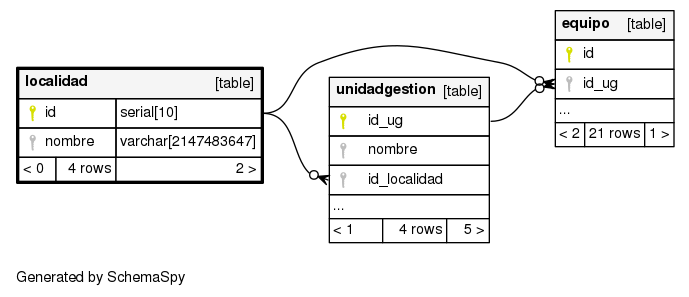 localidad [table]
id serial[10]
nombre varchar[2147483647]
< 0 4 rows 2 >
unidadgestion [table]
id_ug
nombre
id_localidad
...
< 1 4 rows 5 >
equipo [table]
id
id_ug
...
< 2 21 rows 1 >
Generated by SchemaSpy